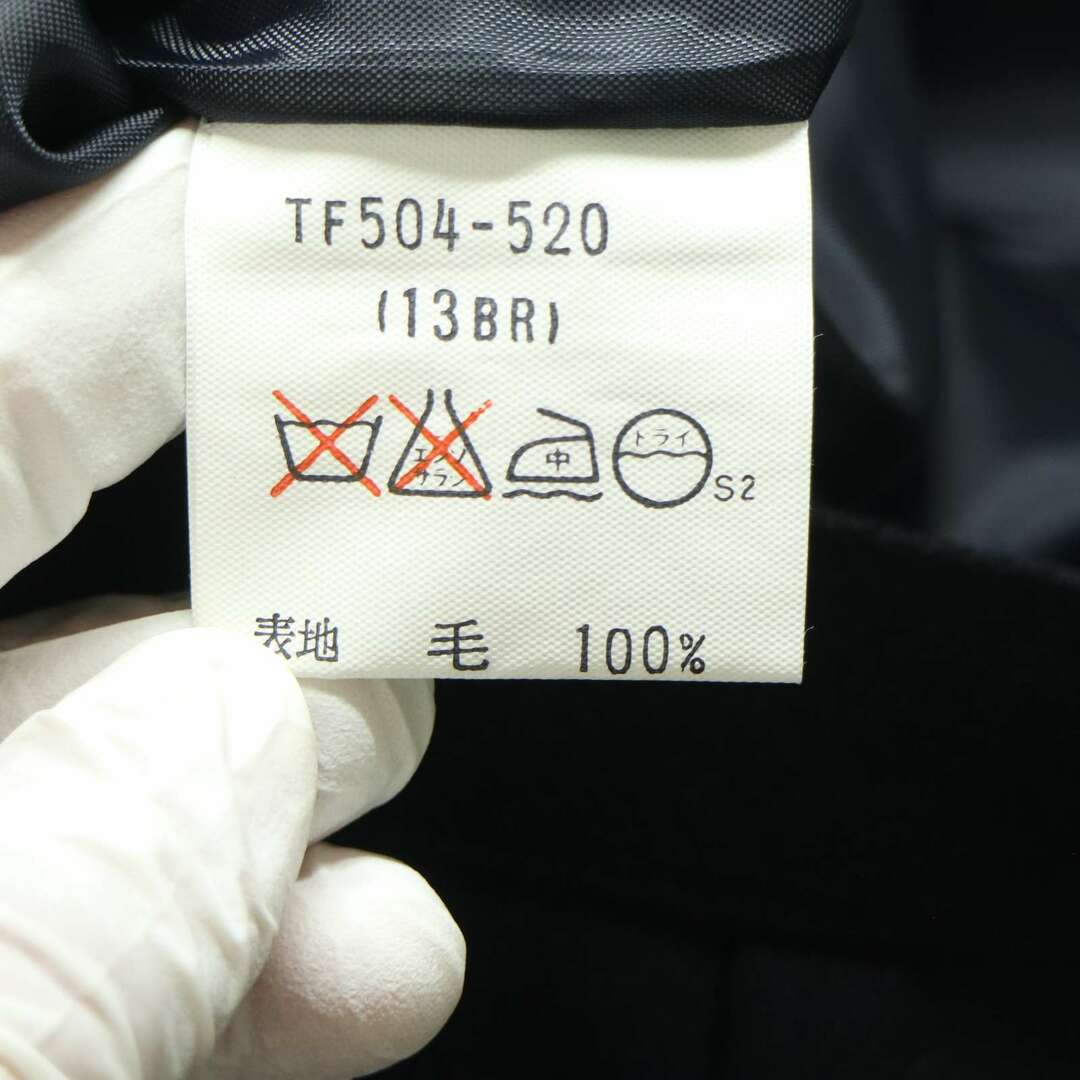 TF504-520
(13BR)
エンソ
サラシ
中
ドライ
S2
表地 毛 100%